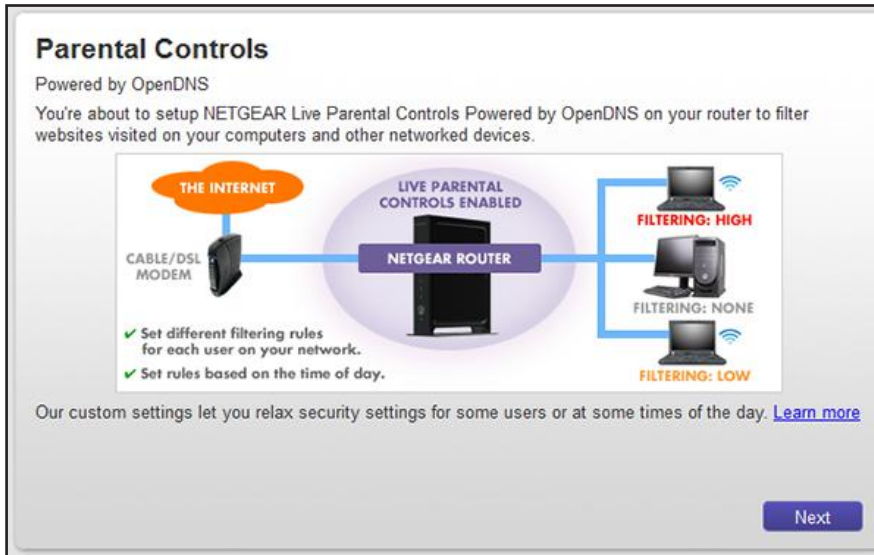 Parental Controls
Powered by OpenDNS
You're about to setup NETGEAR Live Parental Controls Powered by OpenDNS on your router to filter
websites visited on your computers and other networked devices.
THE INTERNET
CABLE/DSL
MODEM
LIVE PARENTAL
CONTROLS ENABLED
NETGEAR ROUTER
FILTERING: HIGH
FILTERING: NONE
FILTERING: LOW
✔ Set different filtering rules
for each user on your network.
✔ Set rules based on the time of day.
Our custom settings let you relax security settings for some users or at some times of the day. Learn more
Next